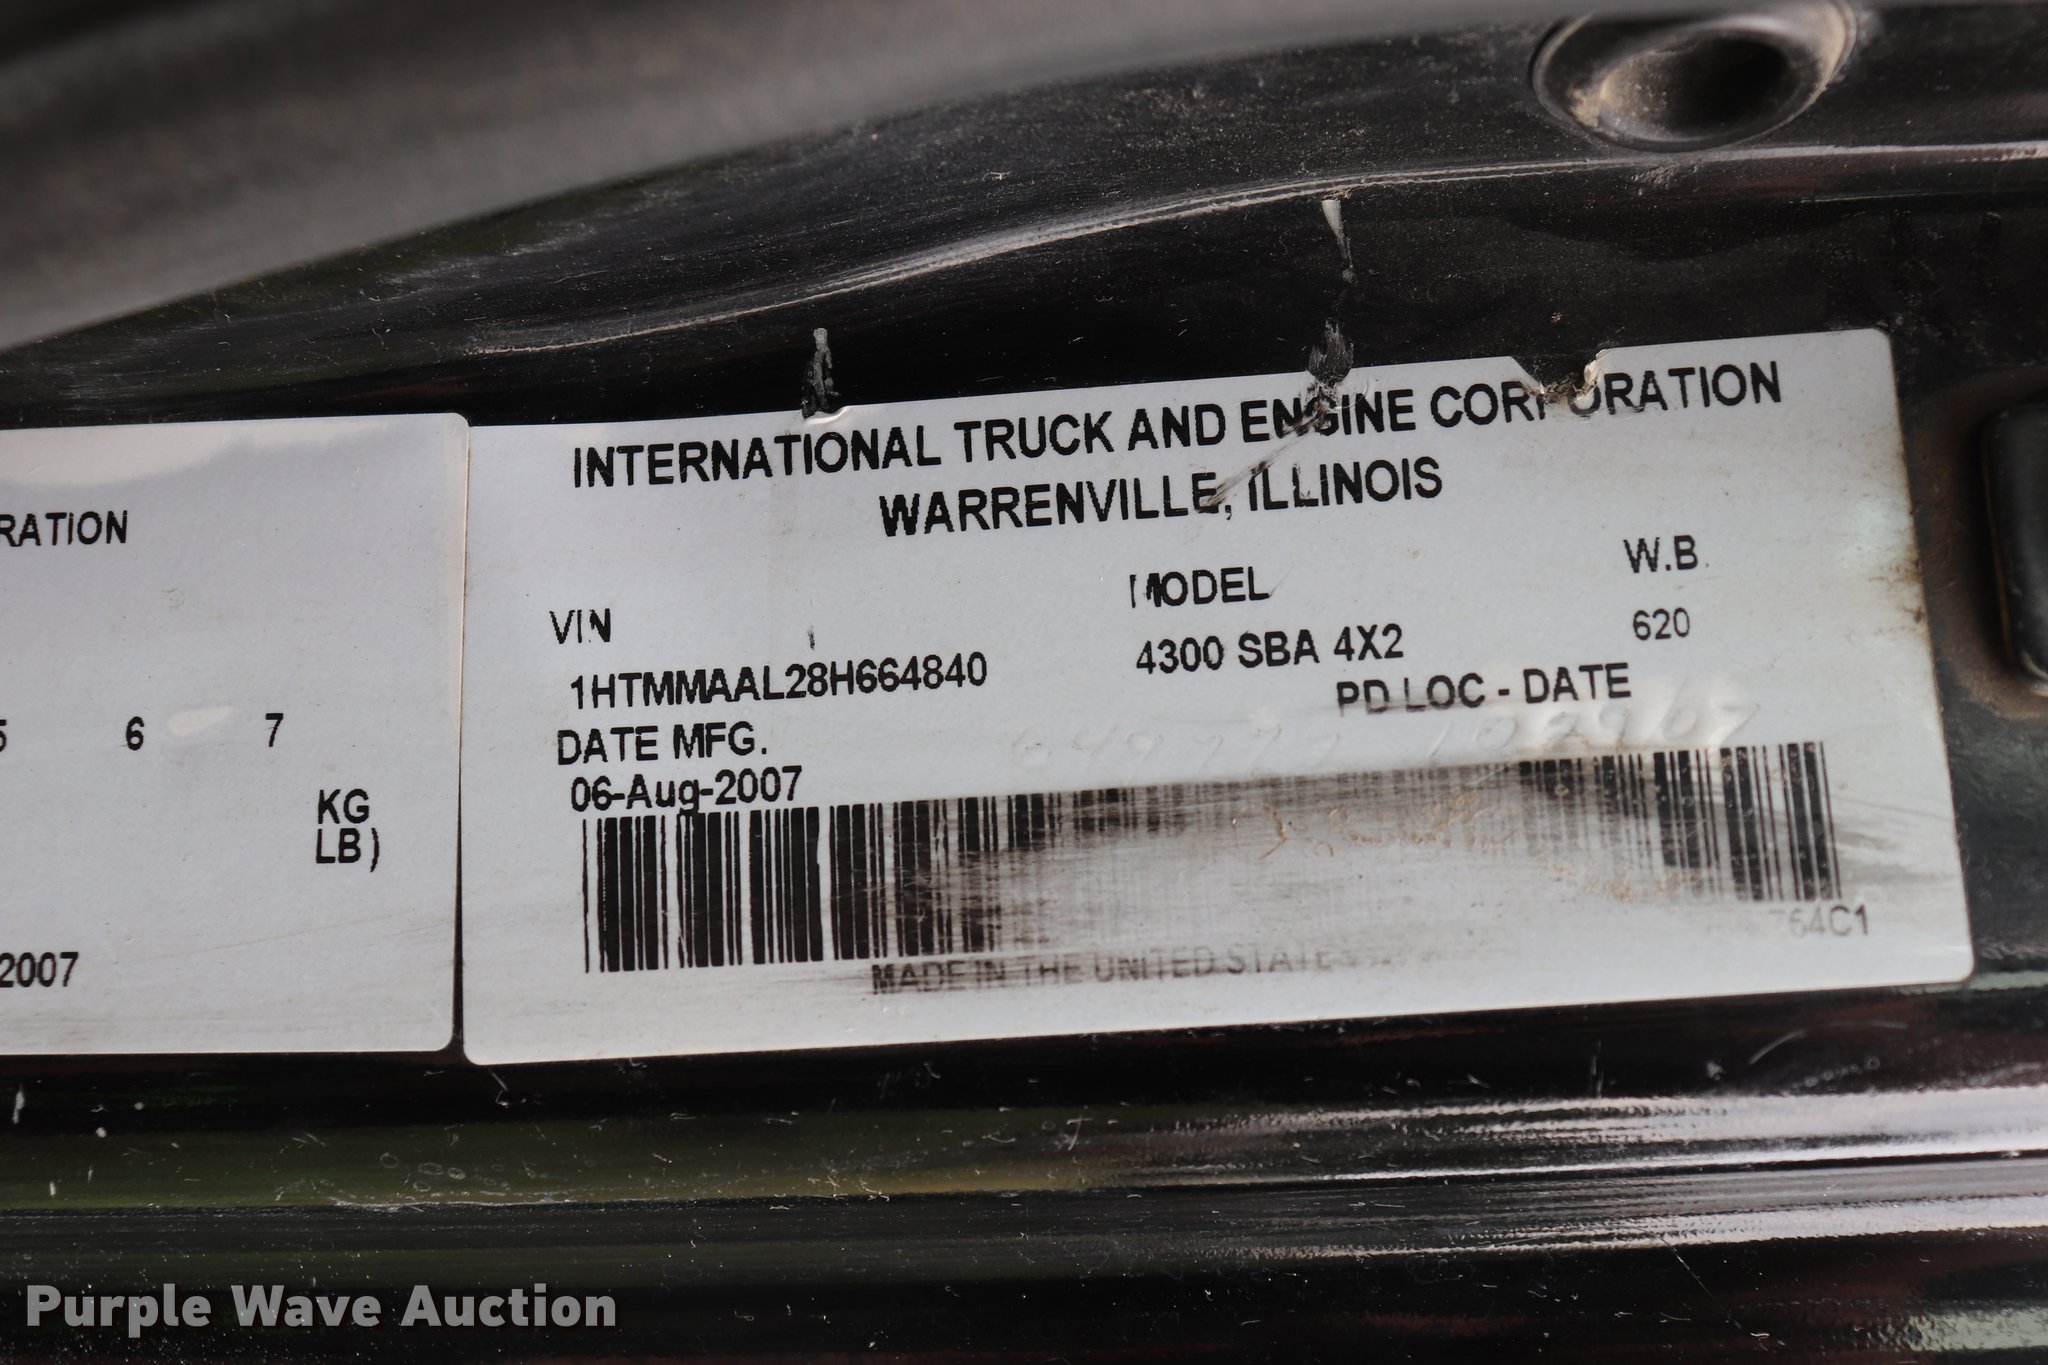 RATION
5 6 7
KG
LB)
2007
INTERNATIONAL TRUCK AND ENGINE CORPORATION
WARRENVILLE, ILLINOIS
VIN MODEL W.B.
1HTMMAAL28H664840 4300 SBA 4X2 620
DATE MFG. PD LOC - DATE
06-Aug-2007
764C1
MADE IN THE UNITED STATES
Purple Wave Auction